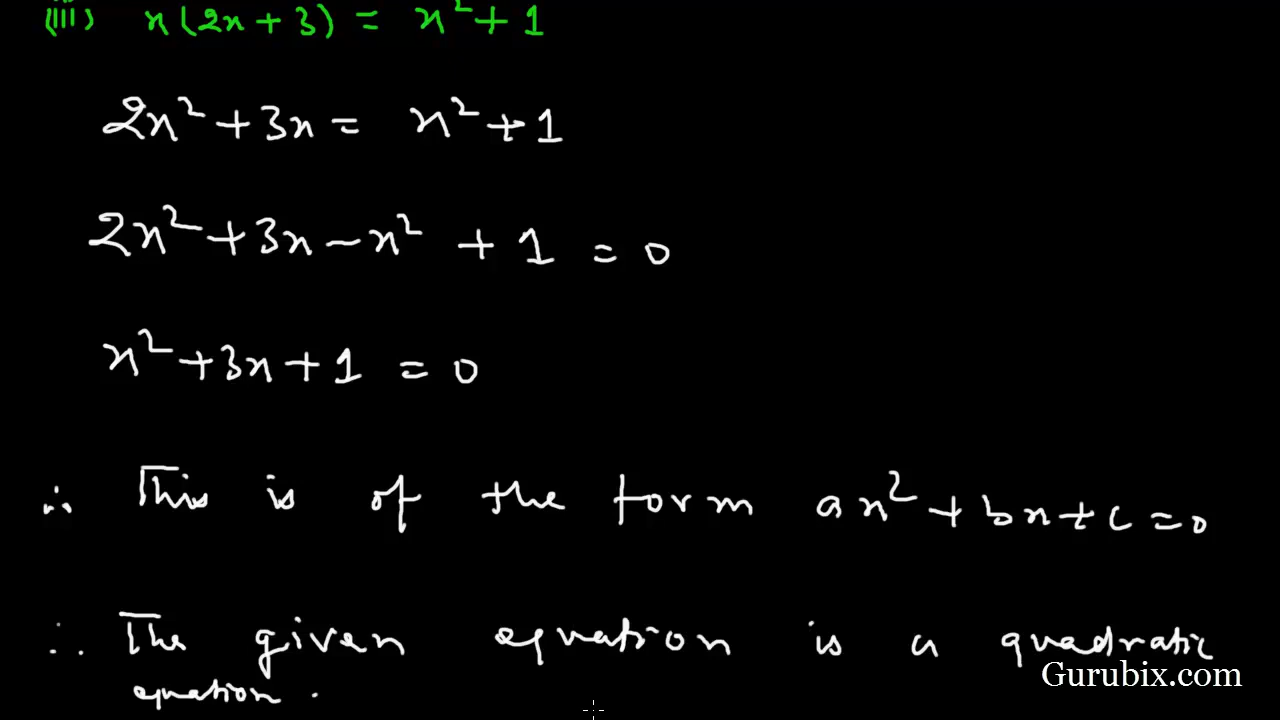 (iii) x(2x + 3) = x² + 1
2x² + 3x = x² + 1
2x² + 3x - x² + 1 = 0
x² + 3x + 1 = 0
∴ This is of the form ax² + bx + c = 0
∴ The given equation is a quadratic
equation.
Gurubix.com